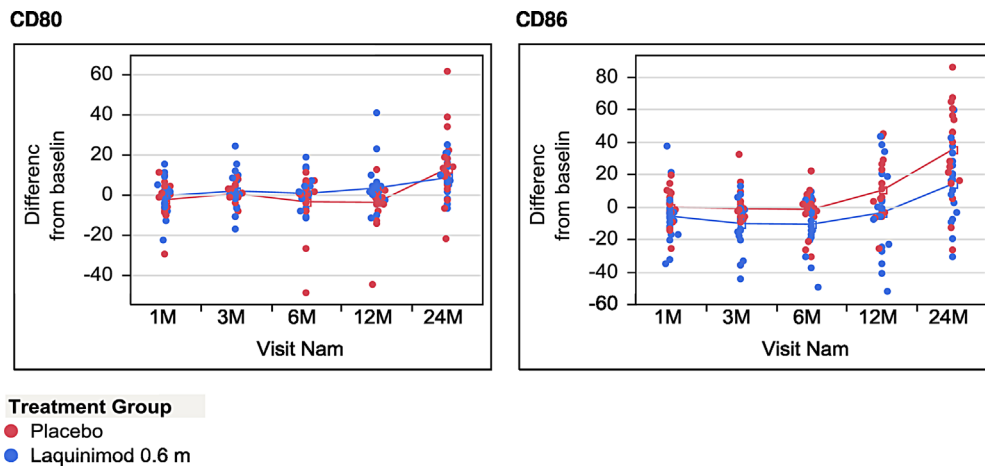 CD80
CD86
Differenc
from baselin
60
40
20
0
-20
-40
1M 3M 6M 12M 24M
Visit Nam
Differenc
from baselin
80
60
40
20
0
-20
-40
-60
1M 3M 6M 12M 24M
Visit Nam
Treatment Group
Placebo
Laquinimod 0.6 m